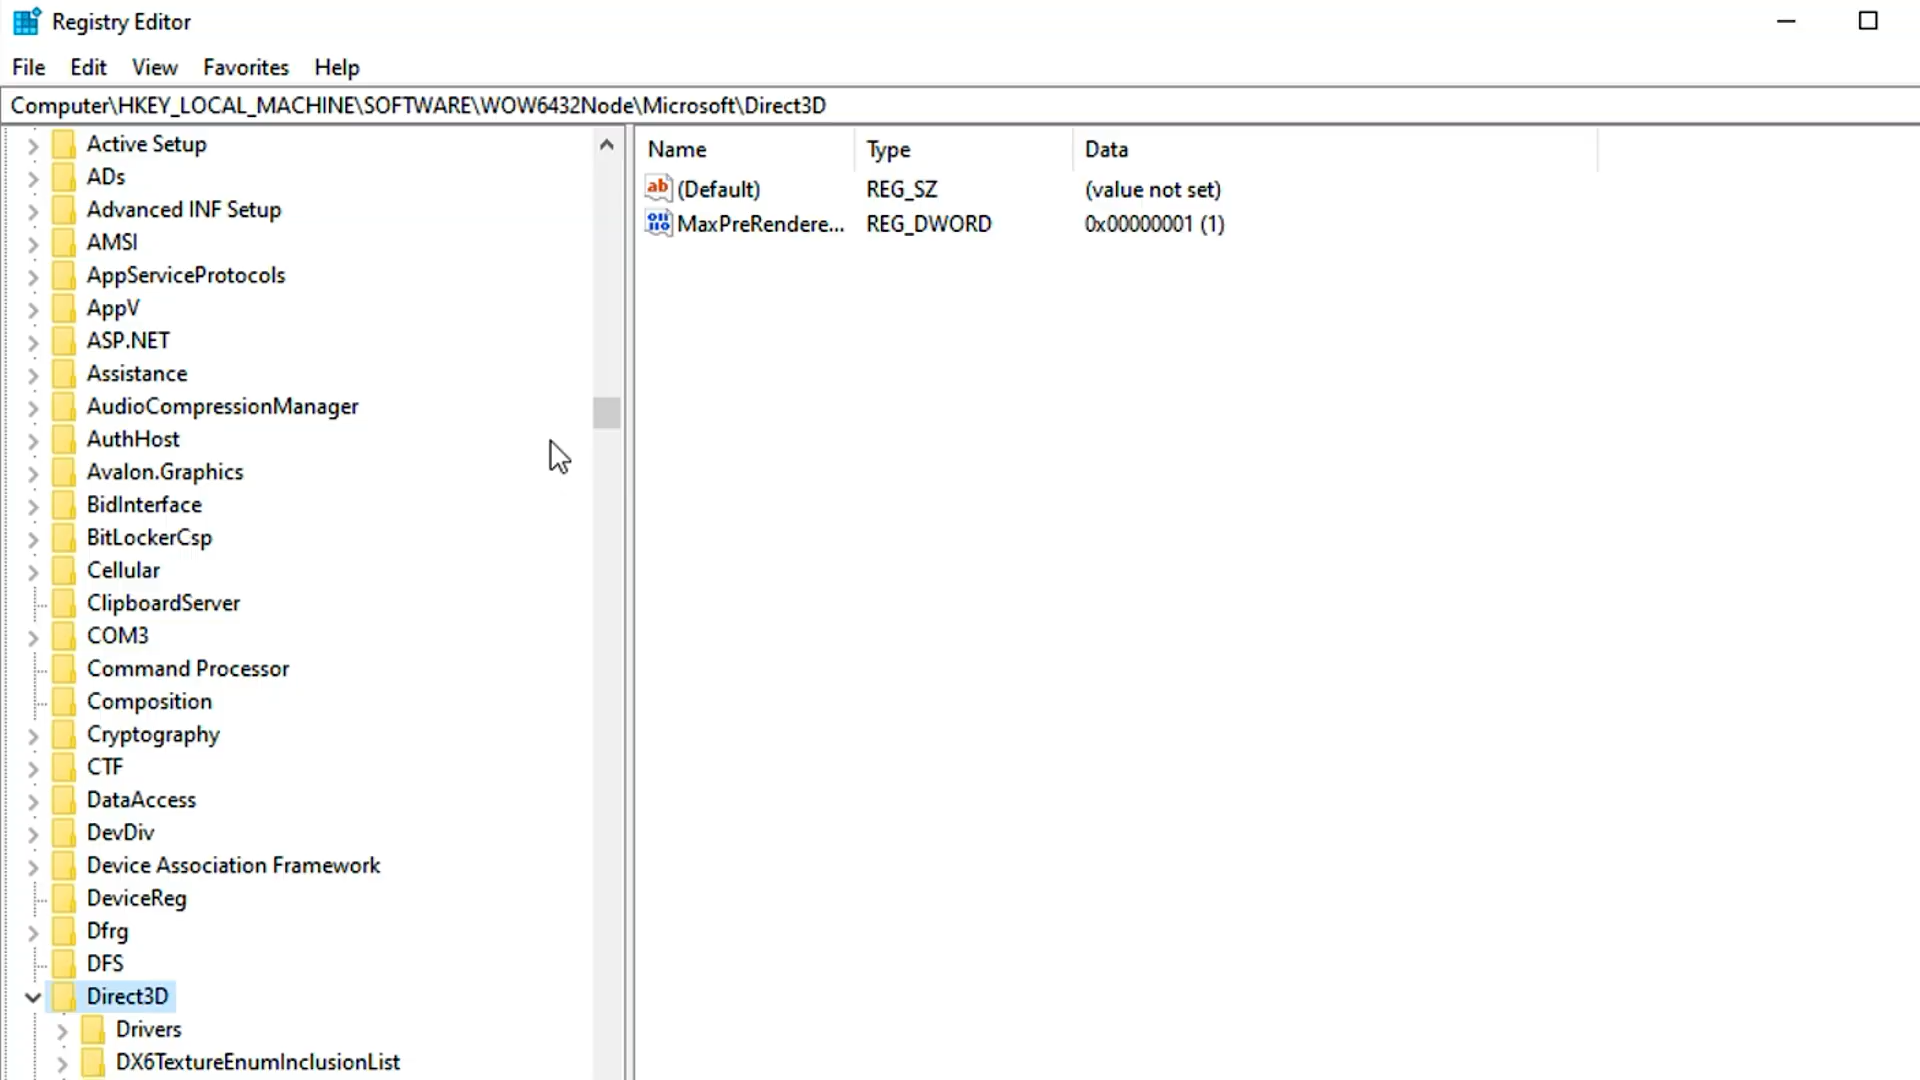 Registry Editor
File Edit View Favorites Help
Computer\HKEY_LOCAL_MACHINE\SOFTWARE\WOW6432Node\Microsoft\Direct3D
Active Setup
ADs
Advanced INF Setup
AMSI
AppServiceProtocols
AppV
ASP.NET
Assistance
AudioCompressionManager
AuthHost
Avalon.Graphics
BidInterface
BitLockerCsp
Cellular
ClipboardServer
COM3
Command Processor
Composition
Cryptography
CTF
DataAccess
DevDiv
Device Association Framework
DeviceReg
Dfrg
DFS
Direct3D
Drivers
DX6TextureEnumInclusionList
Name Type Data
(Default) REG_SZ (value not set)
MaxPreRendere... REG_DWORD 0x00000001 (1)